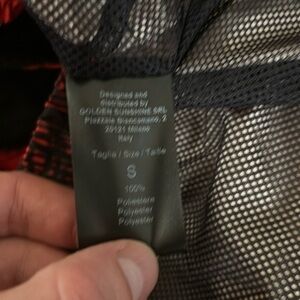 Designed and
distributed by
GOLDEN SUNSHINE SRL
Piazzale Biancamano, 2
20121 Milano
Italy
Taglia / Size / Taille
S
100%
Poliestere
Polyester
Polyester